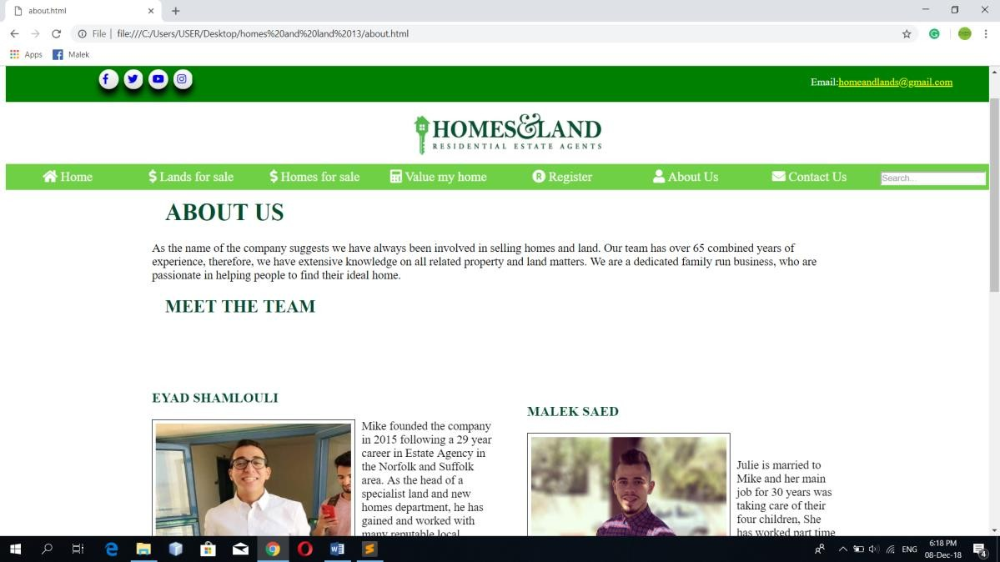 about.html
File | file:///C:/Users/USER/Desktop/homes%20and%20land%2013/about.html
Apps Malek
Email:homeandlands@gmail.com
HOMES&LAND
RESIDENTIAL ESTATE AGENTS
Home Lands for sale Homes for sale Value my home Register About Us Contact Us Search...
ABOUT US
As the name of the company suggests we have always been involved in selling homes and land. Our team has over 65 combined years of
experience, therefore, we have extensive knowledge on all related property and land matters. We are a dedicated family run business, who are
passionate in helping people to find their ideal home.
MEET THE TEAM
EYAD SHAMLOULI
Mike founded the company
in 2015 following a 29 year
career in Estate Agency in
the Norfolk and Suffolk
area. As the head of a
specialist land and new
homes department, he has
gained and worked with
many reputable local
MALEK SAED
Julie is married to
Mike and her main
job for 30 years was
taking care of their
four children, She
has worked part time
ENG
6:18 PM
08-Dec-18
4